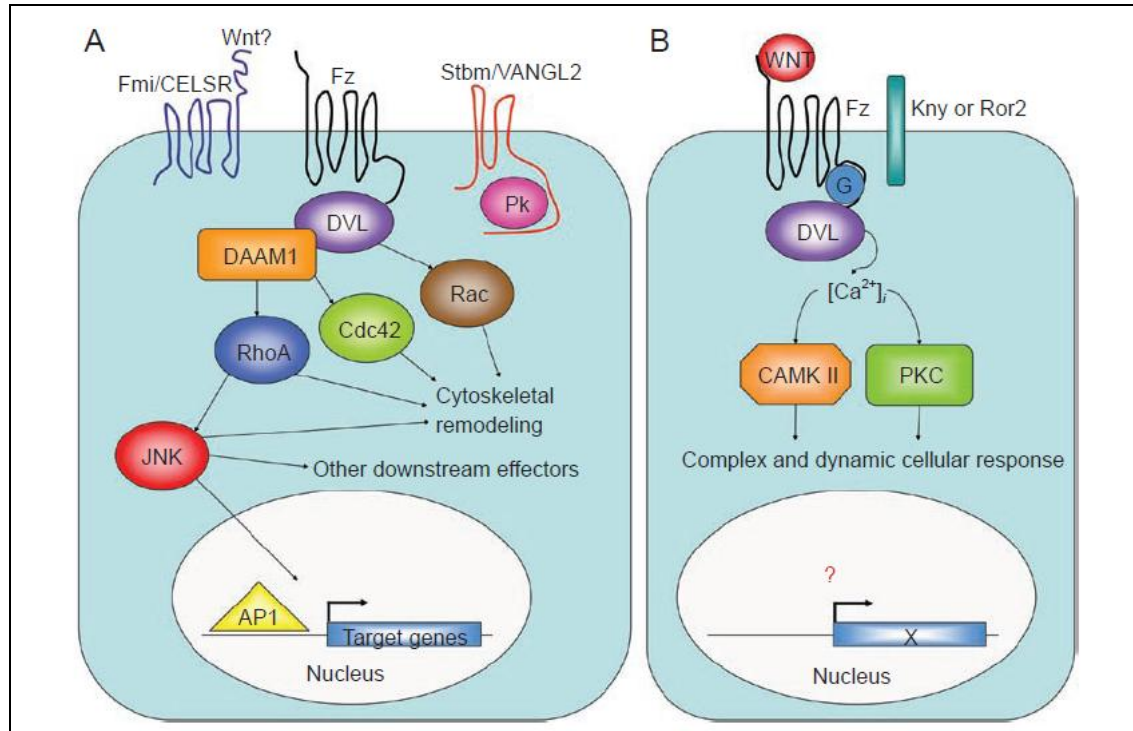 A
Wnt?
Fmi/CELSR
Fz
Stbm/VANGL2
Pk
DVL
DAAM1
Rac
Cdc42
RhoA
Cytoskeletal
remodeling
JNK
Other downstream effectors
AP1
Target genes
Nucleus
B
WNT
Fz
Kny or Ror2
G
DVL
[Ca²⁺]ᵢ
CAMK II
PKC
Complex and dynamic cellular response
?
X
Nucleus